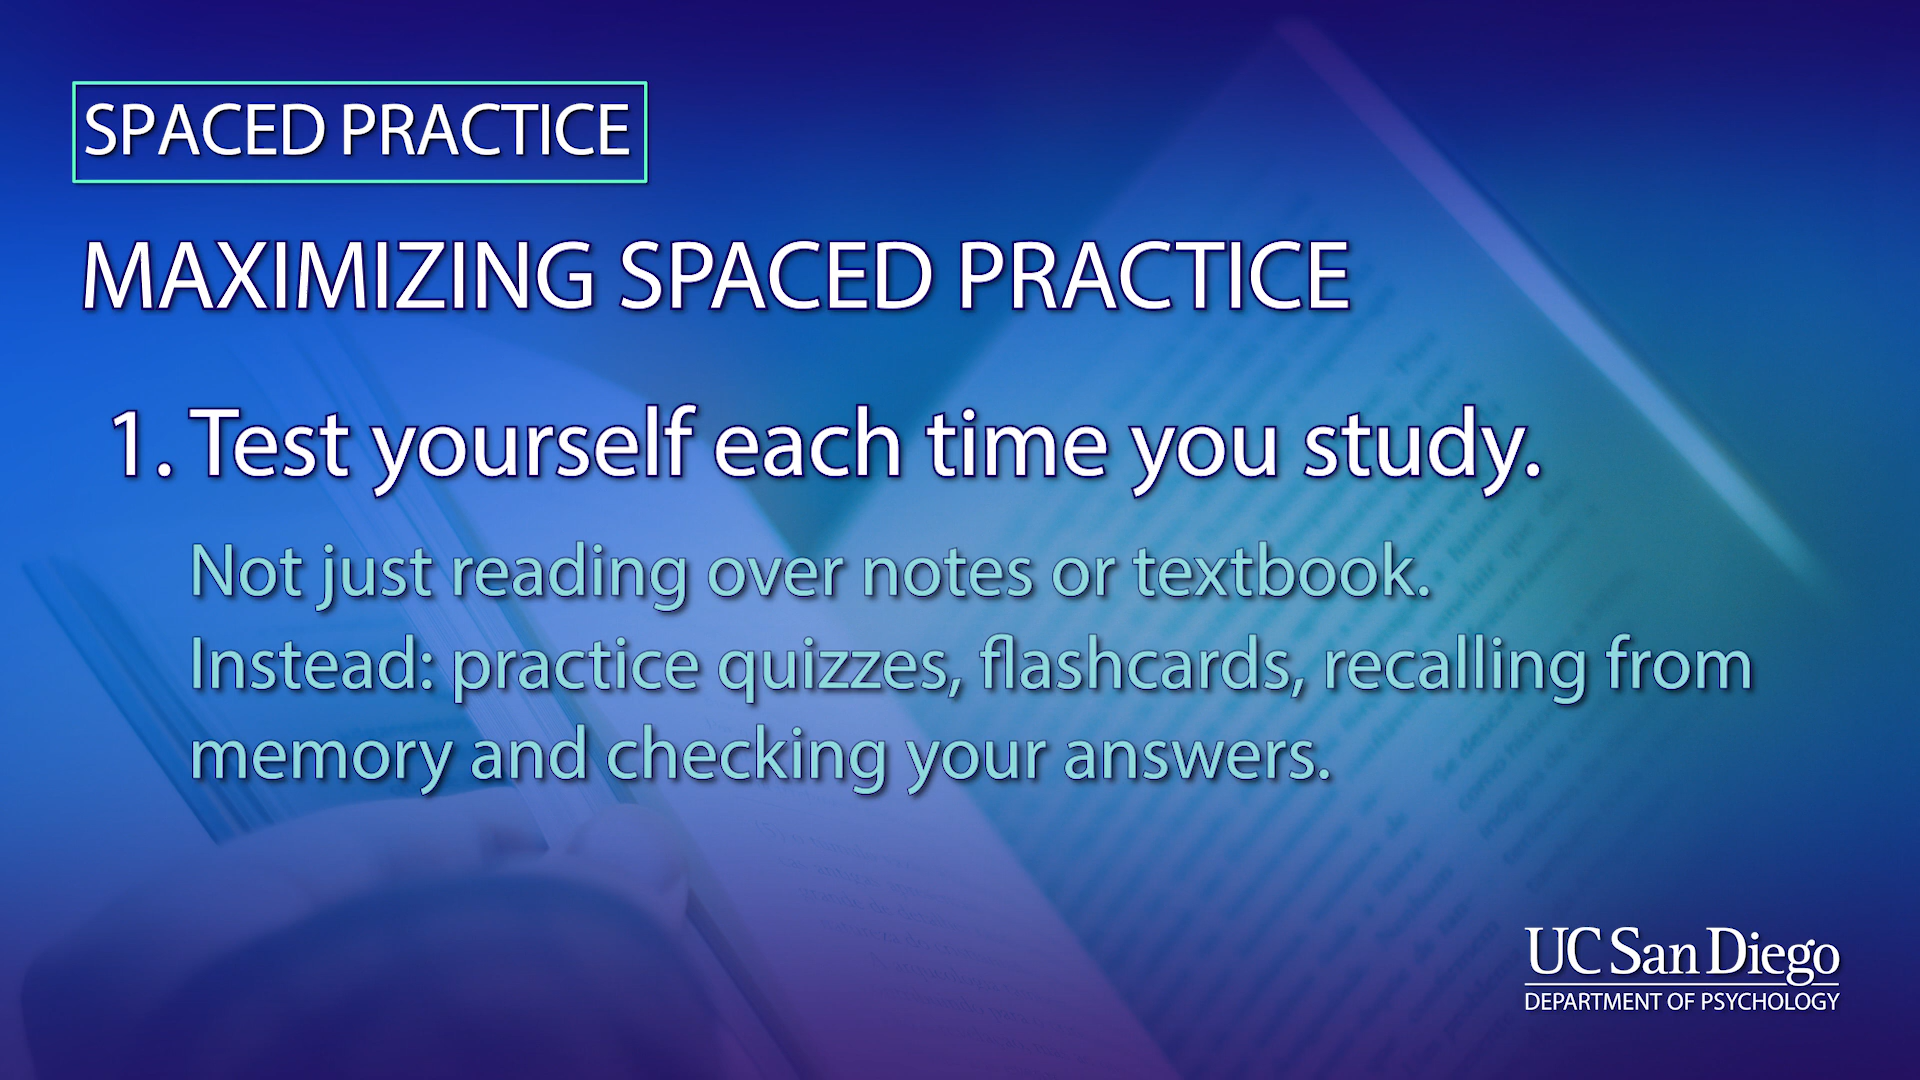 SPACED PRACTICE
MAXIMIZING SPACED PRACTICE
1. Test yourself each time you study.
Not just reading over notes or textbook.
Instead: practice quizzes, flashcards, recalling from
memory and checking your answers.
UC San Diego
DEPARTMENT OF PSYCHOLOGY